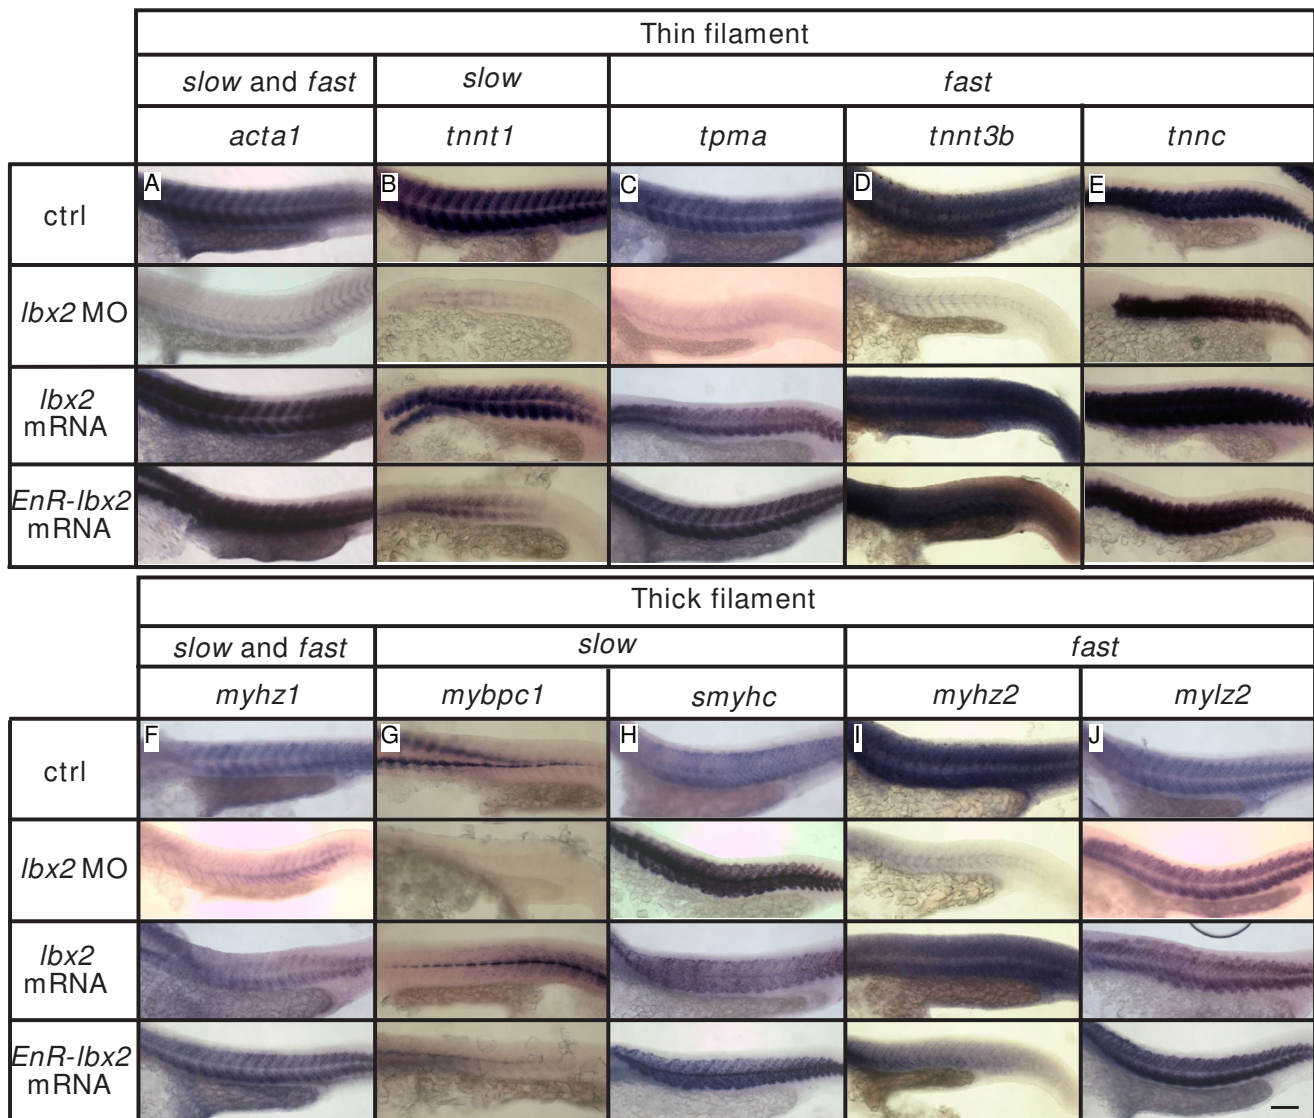 Thin filament
slow and fast
slow
fast
acta1
tnnt1
tpma
tnnt3b
tnnc
ctrl
A
B
C
D
E
lbx2 MO
lbx2
mRNA
EnR-lbx2
mRNA
Thick filament
slow and fast
slow
fast
myhz1
mybpc1
smyhc
myhz2
mylz2
ctrl
F
G
H
I
J
lbx2 MO
lbx2
mRNA
EnR-lbx2
mRNA